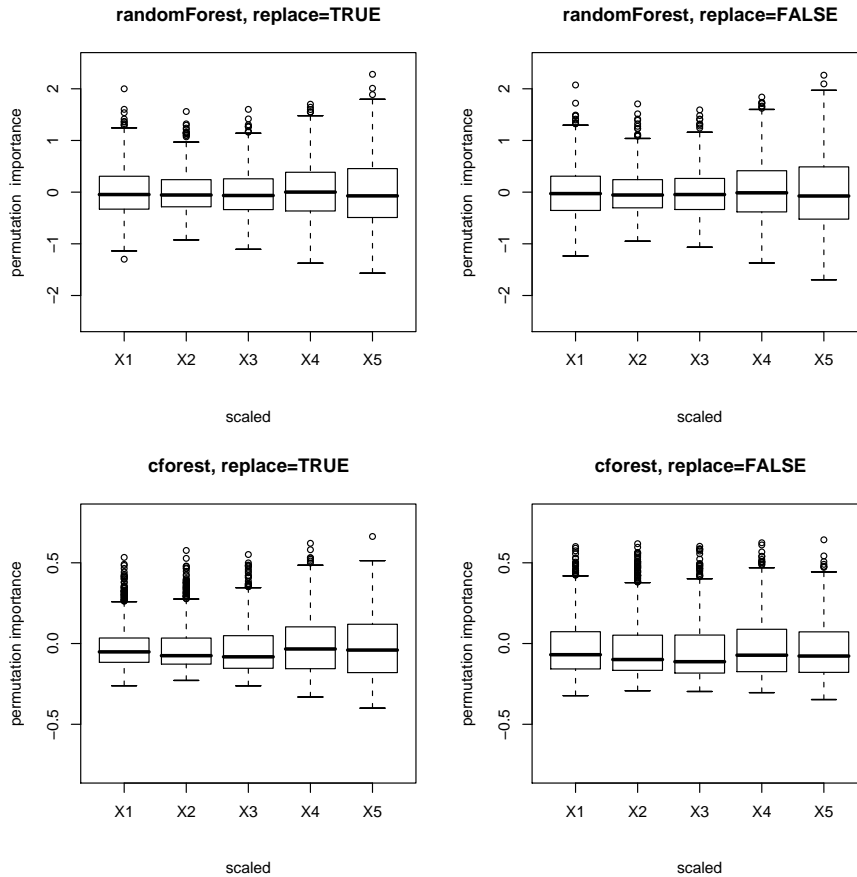 randomForest, replace=TRUE
permutation importance
2
1
0
−1
−2
X1 X2 X3 X4 X5
scaled
randomForest, replace=FALSE
permutation importance
2
1
0
−1
−2
X1 X2 X3 X4 X5
scaled
cforest, replace=TRUE
permutation importance
0.5
0.0
−0.5
X1 X2 X3 X4 X5
scaled
cforest, replace=FALSE
permutation importance
0.5
0.0
−0.5
X1 X2 X3 X4 X5
scaled